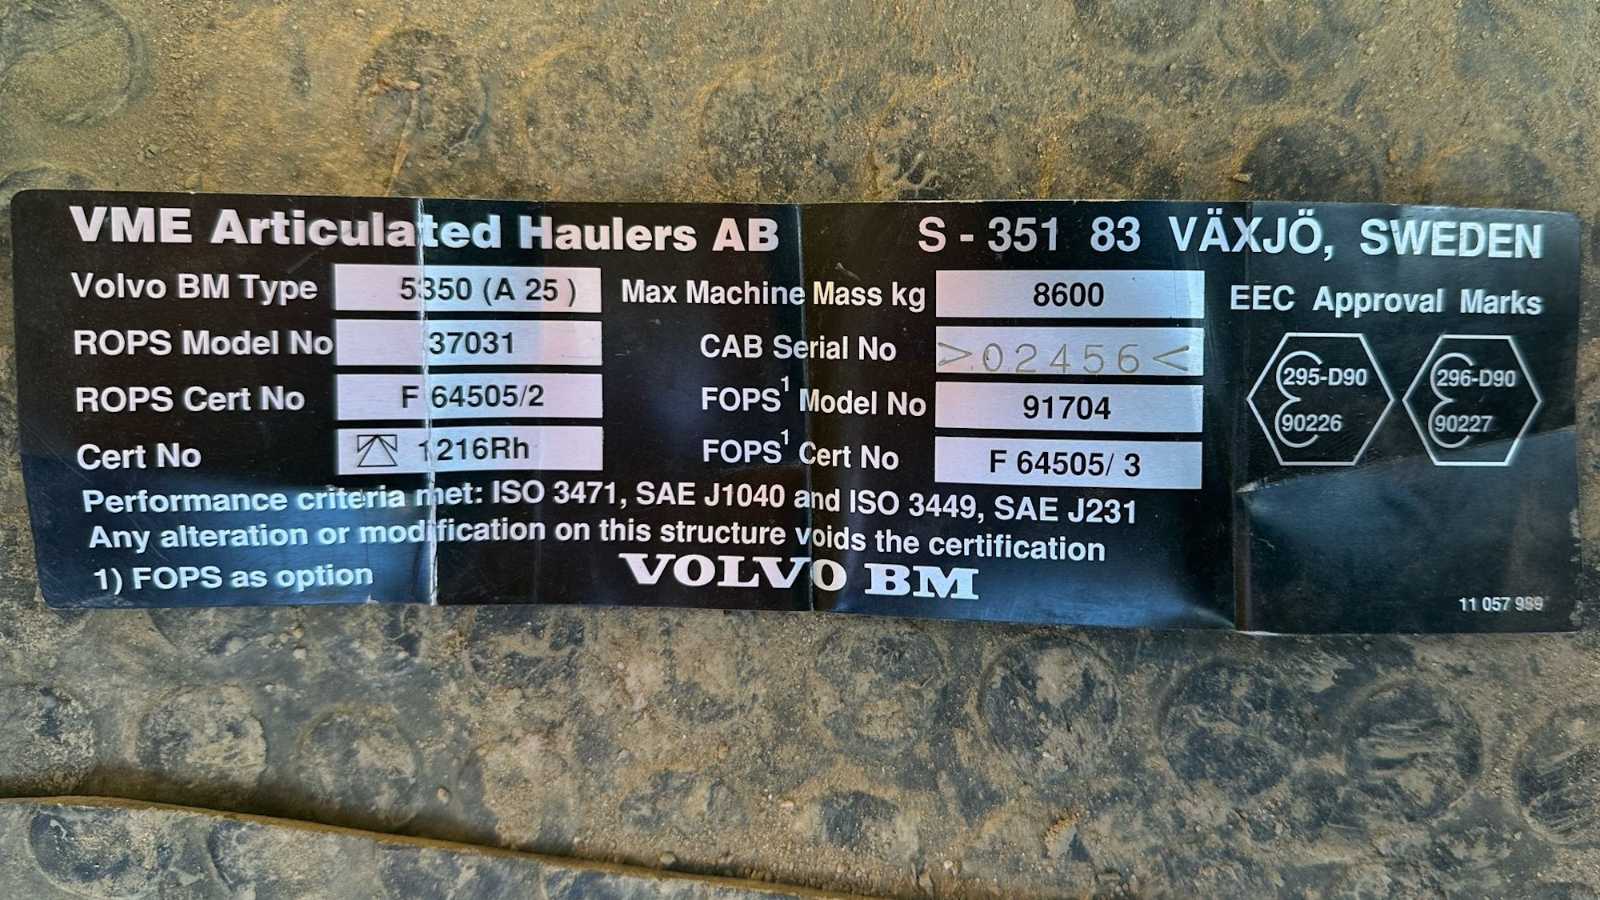 VME Articulated Haulers AB S - 351 83 VÄXJÖ, SWEDEN
Volvo BM Type 5350 (A 25 ) Max Machine Mass kg 8600 EEC Approval Marks
ROPS Model No 37031 CAB Serial No >02456<
295-D90 296-D90
ROPS Cert No F 64505/2 FOPS¹ Model No 91704
90226 90227
Cert No 1216Rh FOPS¹ Cert No F 64505/ 3
Performance criteria met: ISO 3471, SAE J1040 and ISO 3449, SAE J231
Any alteration or modification on this structure voids the certification
1) FOPS as option
VOLVO BM
11 057 989